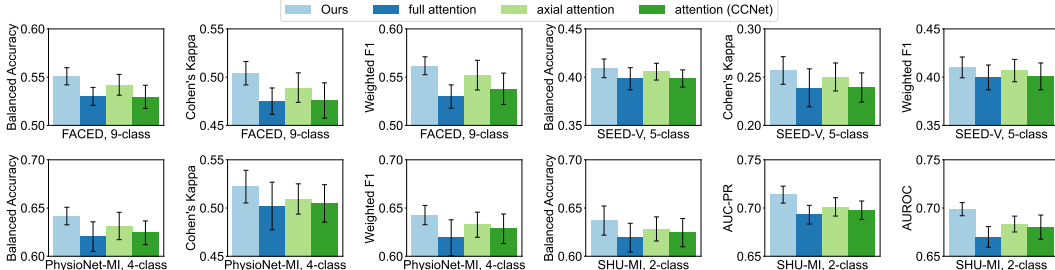 Ours full attention axial attention attention (CCNet)
Balanced Accuracy
0.60
0.55
0.50
FACED, 9-class
Cohen's Kappa
0.55
0.50
0.45
FACED, 9-class
Weighted F1
0.60
0.55
0.50
FACED, 9-class
Balanced Accuracy
0.45
0.40
0.35
SEED-V, 5-class
Cohen's Kappa
0.30
0.25
0.20
SEED-V, 5-class
Weighted F1
0.45
0.40
0.35
SEED-V, 5-class
Balanced Accuracy
0.70
0.65
0.60
PhysioNet-MI, 4-class
Cohen's Kappa
0.55
0.50
0.45
PhysioNet-MI, 4-class
Weighted F1
0.70
0.65
0.60
PhysioNet-MI, 4-class
Balanced Accuracy
0.70
0.65
0.60
SHU-MI, 2-class
AUC-PR
0.75
0.70
0.65
SHU-MI, 2-class
AUROC
0.75
0.70
0.65
SHU-MI, 2-class